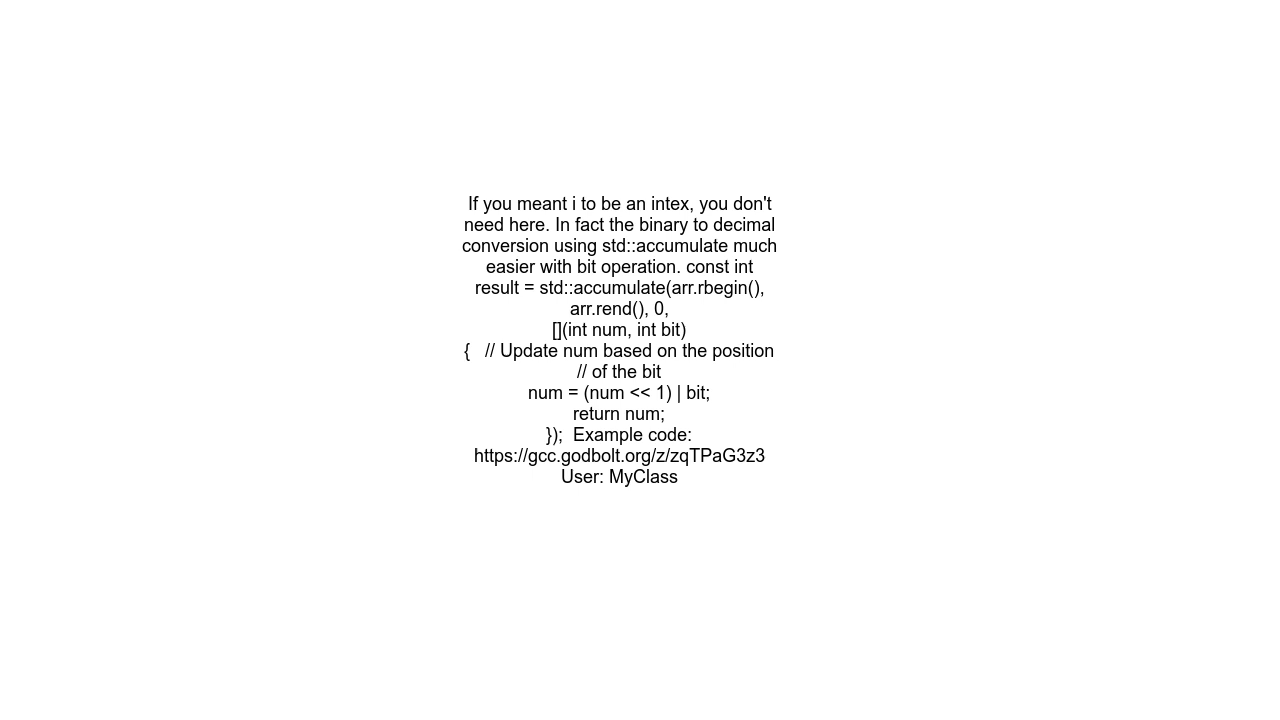 If you meant i to be an intex, you don't
need here. In fact the binary to decimal
conversion using std::accumulate much
easier with bit operation. const int
result = std::accumulate(arr.rbegin(),
arr.rend(), 0,
[](int num, int bit)
{   // Update num based on the position
// of the bit
num = (num << 1) | bit;
return num;
});  Example code:
https://gcc.godbolt.org/z/zqTPaG3z3
User: MyClass